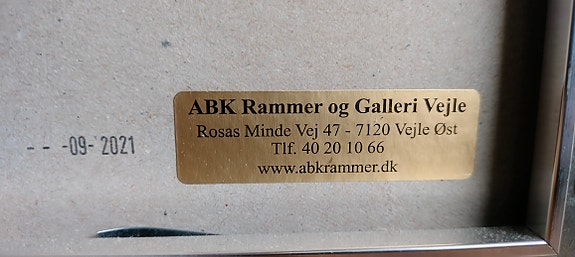 - - -09- 2021
ABK Rammer og Galleri Vejle
Rosas Minde Vej 47 - 7120 Vejle Øst
Tlf. 40 20 10 66
www.abkrammer.dk